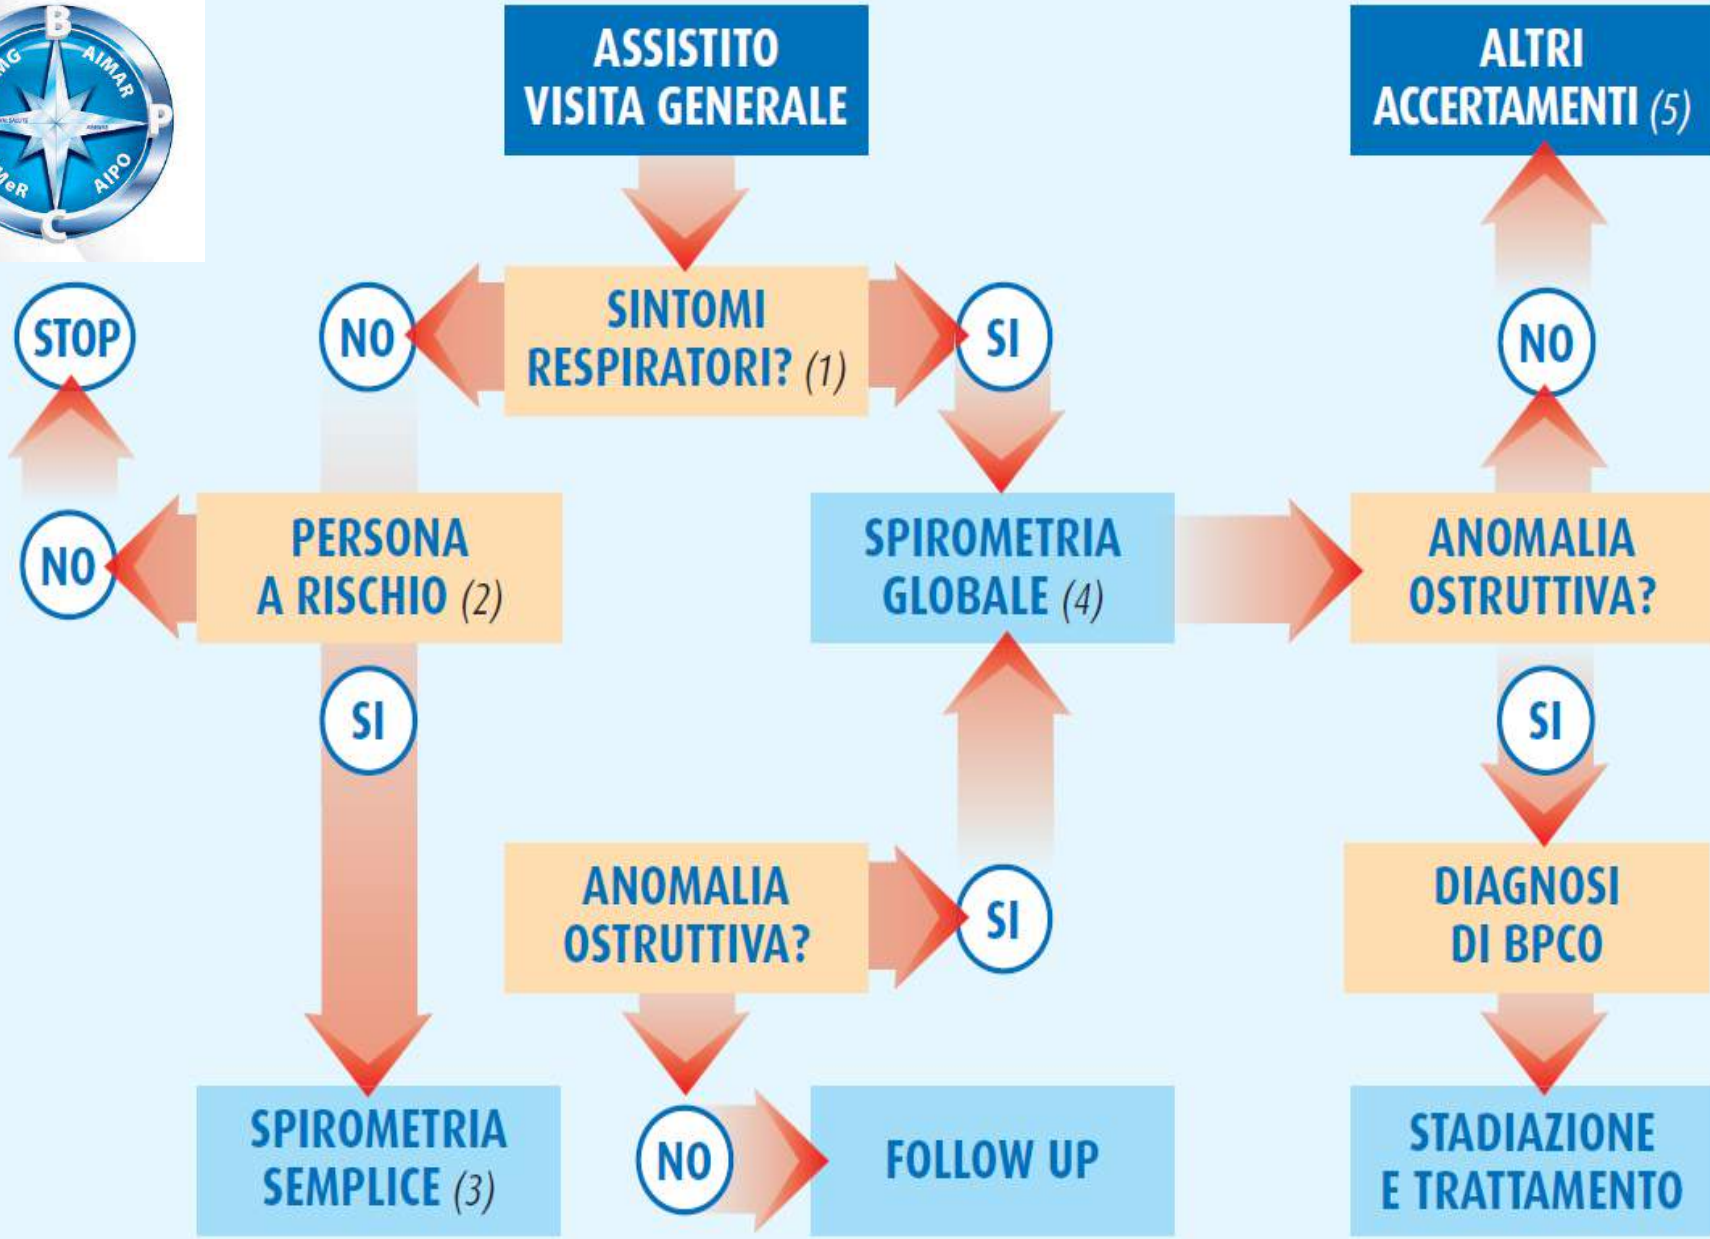 B
AIMAR
P
AIPO
C
ASSISTITO
VISITA GENERALE
ALTRI
ACCERTAMENTI (5)
STOP
NO
SINTOMI
RESPIRATORI? (1)
SI
NO
NO
PERSONA
A RISCHIO (2)
SPIROMETRIA
GLOBALE (4)
ANOMALIA
OSTRUTTIVA?
SI
SI
ANOMALIA
OSTRUTTIVA?
SI
DIAGNOSI
DI BPCO
SPIROMETRIA
SEMPLICE (3)
NO
FOLLOW UP
STADIAZIONE
E TRATTAMENTO